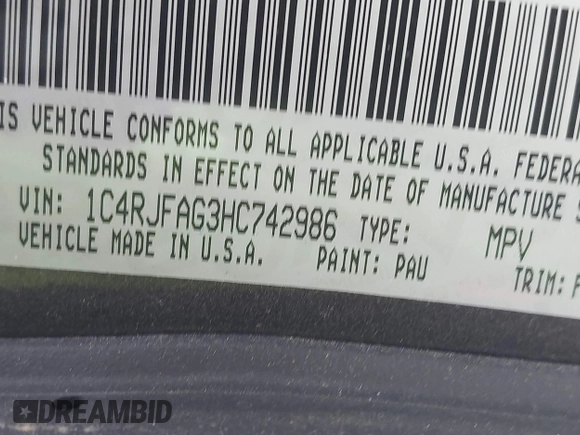 IS VEHICLE CONFORMS TO ALL APPLICABLE U.S.A. FEDERA
STANDARDS IN EFFECT ON THE DATE OF MANUFACTURE
VIN: 1C4RJFAG3HC742986 TYPE: MPV
VEHICLE MADE IN U.S.A. PAINT: PAU TRIM:
DREAMBID